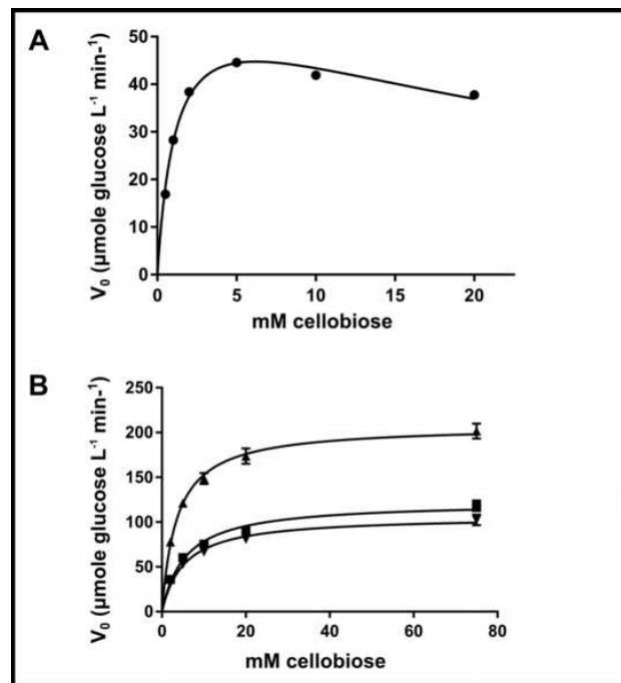 A
V₀ (µmole glucose L⁻¹ min-¹)
50
40
30
20
10
0
0 5 10 15 20
mM cellobiose
B
V₀ (µmole glucose L⁻¹ min-¹)
250
200
150
100
50
0
0 20 40 60 80
mM cellobiose